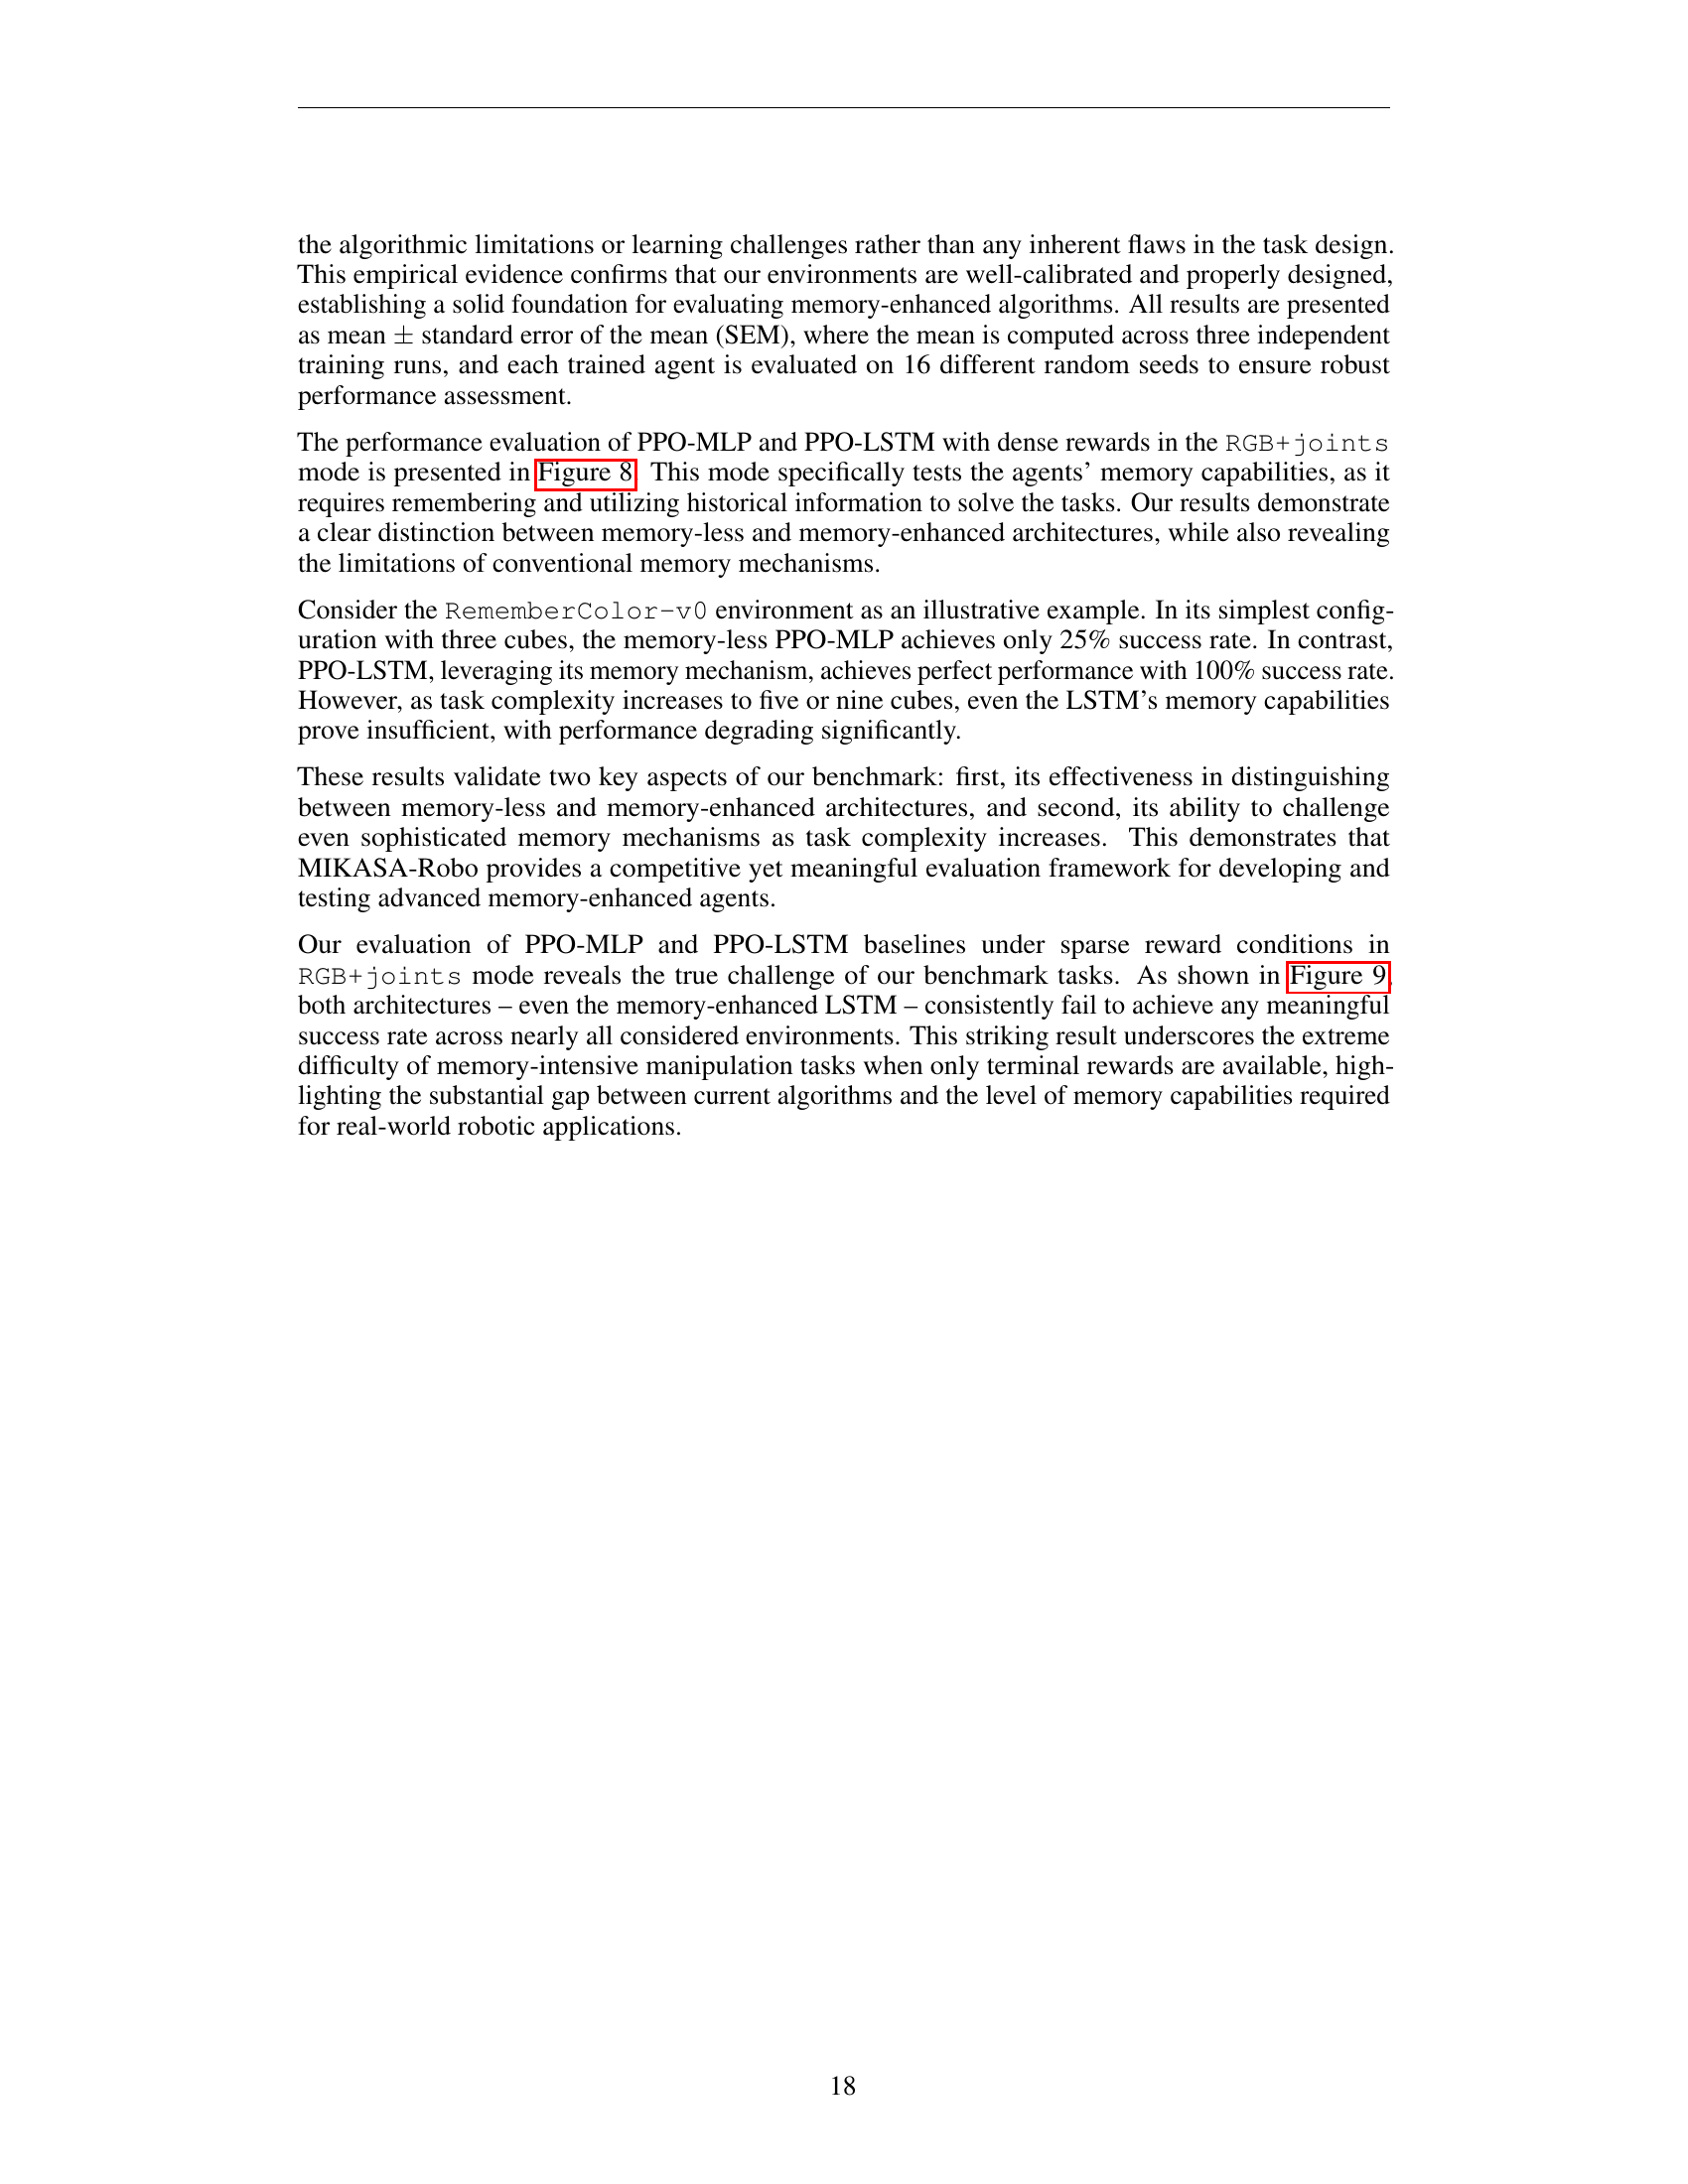 the algorithmic limitations or learning challenges rather than any inherent flaws in the task design.
This empirical evidence confirms that our environments are well-calibrated and properly designed,
establishing a solid foundation for evaluating memory-enhanced algorithms. All results are presented
as mean ± standard error of the mean (SEM), where the mean is computed across three independent
training runs, and each trained agent is evaluated on 16 different random seeds to ensure robust
performance assessment.
The performance evaluation of PPO-MLP and PPO-LSTM with dense rewards in the RGB+joints
mode is presented in Figure 8. This mode specifically tests the agents’ memory capabilities, as it
requires remembering and utilizing historical information to solve the tasks. Our results demonstrate
a clear distinction between memory-less and memory-enhanced architectures, while also revealing
the limitations of conventional memory mechanisms.
Consider the RememberColor-v0 environment as an illustrative example. In its simplest config-
uration with three cubes, the memory-less PPO-MLP achieves only 25% success rate. In contrast,
PPO-LSTM, leveraging its memory mechanism, achieves perfect performance with 100% success rate.
However, as task complexity increases to five or nine cubes, even the LSTM’s memory capabilities
prove insufficient, with performance degrading significantly.
These results validate two key aspects of our benchmark: first, its effectiveness in distinguishing
between memory-less and memory-enhanced architectures, and second, its ability to challenge
even sophisticated memory mechanisms as task complexity increases. This demonstrates that
MIKASA-Robo provides a competitive yet meaningful evaluation framework for developing and
testing advanced memory-enhanced agents.
Our evaluation of PPO-MLP and PPO-LSTM baselines under sparse reward conditions in
RGB+joints mode reveals the true challenge of our benchmark tasks. As shown in Figure 9,
both architectures – even the memory-enhanced LSTM – consistently fail to achieve any meaningful
success rate across nearly all considered environments. This striking result underscores the extreme
difficulty of memory-intensive manipulation tasks when only terminal rewards are available, high-
lighting the substantial gap between current algorithms and the level of memory capabilities required
for real-world robotic applications.
18